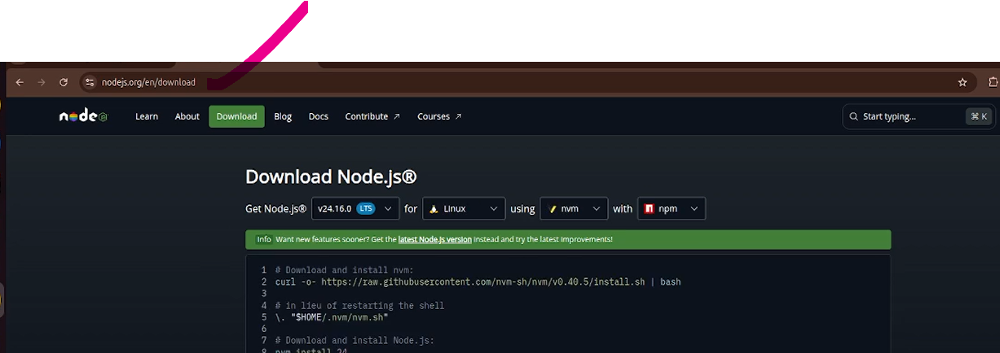 nodejs.org/en/download
node
Learn About Download Blog Docs Contribute ↗ Courses ↗ Start typing... ⌘ K
Download Node.js®
Get Node.js® v24.16.0 LTS for Linux using nvm with npm
Info Want new features sooner? Get the latest Node.js version instead and try the latest improvements!
1 # Download and install nvm:
2 curl -o- https://raw.githubusercontent.com/nvm-sh/nvm/v0.40.5/install.sh | bash
3
4 # in lieu of restarting the shell
5 \. "$HOME/.nvm/nvm.sh"
6
7 # Download and install Node.js:
8 nvm install 24